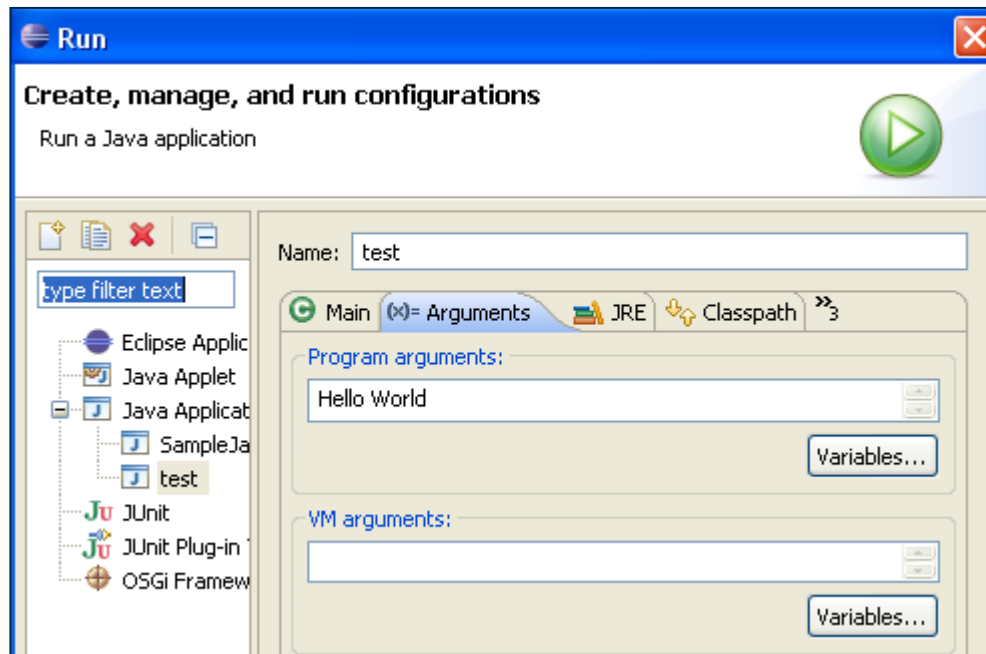 Run
Create, manage, and run configurations
Run a Java application
type filter text
Eclipse Applic
Java Applet
Java Applicat
SampleJa
test
JUnit
JUnit Plug-in
OSGi Framew
Name: test
Main (x)= Arguments JRE Classpath »3
Program arguments:
Hello World
Variables...
VM arguments:
Variables...